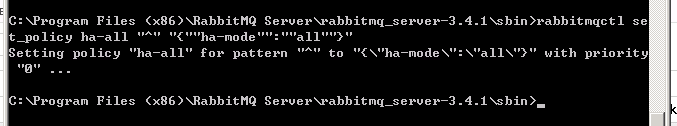 C:\Program Files (x86)\RabbitMQ Server\rabbitmq_server-3.4.1\sbin>rabbitmqctl se
t_policy ha-all "^" "{""ha-mode"":""all""}"
Setting policy "ha-all" for pattern "^" to "{\"ha-mode\":\"all\"}" with priority
 "0" ...
C:\Program Files (x86)\RabbitMQ Server\rabbitmq_server-3.4.1\sbin>_
k